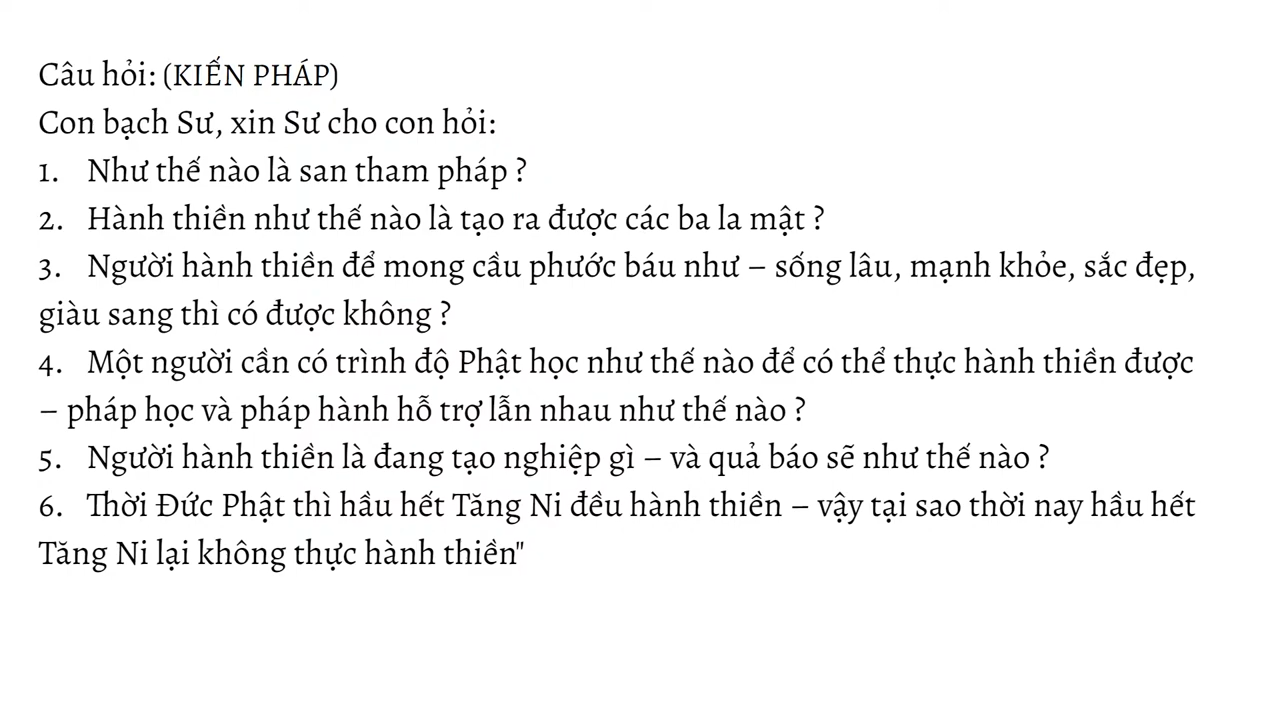 Câu hỏi: (KIẾN PHÁP)
Con bạch Sư, xin Sư cho con hỏi:
1. Như thế nào là san tham pháp ?
2. Hành thiền như thế nào là tạo ra được các ba la mật ?
3. Người hành thiền để mong cầu phước báu như – sống lâu, mạnh khỏe, sắc đẹp,
giàu sang thì có được không ?
4. Một người cần có trình độ Phật học như thế nào để có thể thực hành thiền được
– pháp học và pháp hành hỗ trợ lẫn nhau như thế nào ?
5. Người hành thiền là đang tạo nghiệp gì – và quả báo sẽ như thế nào ?
6. Thời Đức Phật thì hầu hết Tăng Ni đều hành thiền – vậy tại sao thời nay hầu hết
Tăng Ni lại không thực hành thiền"